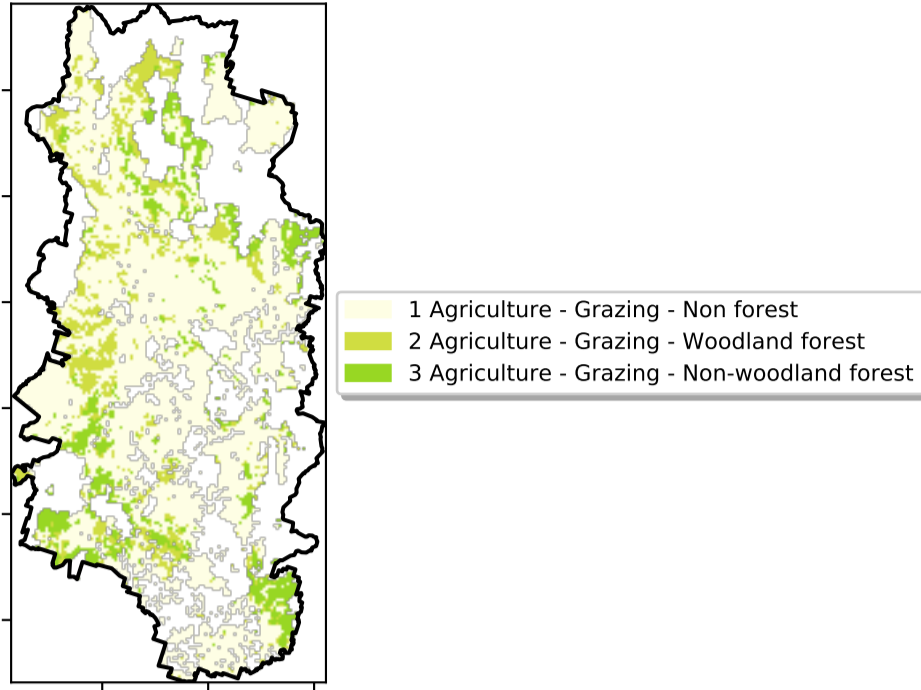 1 Agriculture - Grazing - Non forest
2 Agriculture - Grazing - Woodland forest
3 Agriculture - Grazing - Non-woodland forest